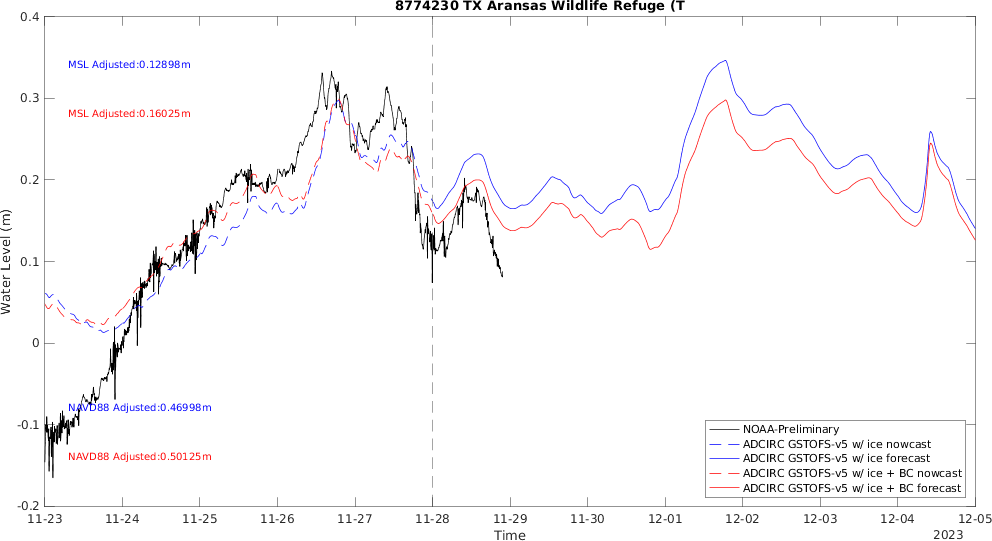 8774230 TX Aransas Wildlife Refuge (T
0.4
MSL Adjusted:0.12898m
0.3
MSL Adjusted:0.16025m
0.2
Water Level (m)
0.1
0
NAVD88 Adjusted:0.46998m
-0.1
NOAA-Preliminary
ADCIRC GSTOFS-v5 w/ ice nowcast
NAVD88 Adjusted:0.50125m
ADCIRC GSTOFS-v5 w/ ice forecast
ADCIRC GSTOFS-v5 w/ ice + BC nowcast
ADCIRC GSTOFS-v5 w/ ice + BC forecast
-0.2
11-23 11-24 11-25 11-26 11-27 11-28 11-29 11-30 12-01 12-02 12-03 12-04 12-05
Time
2023